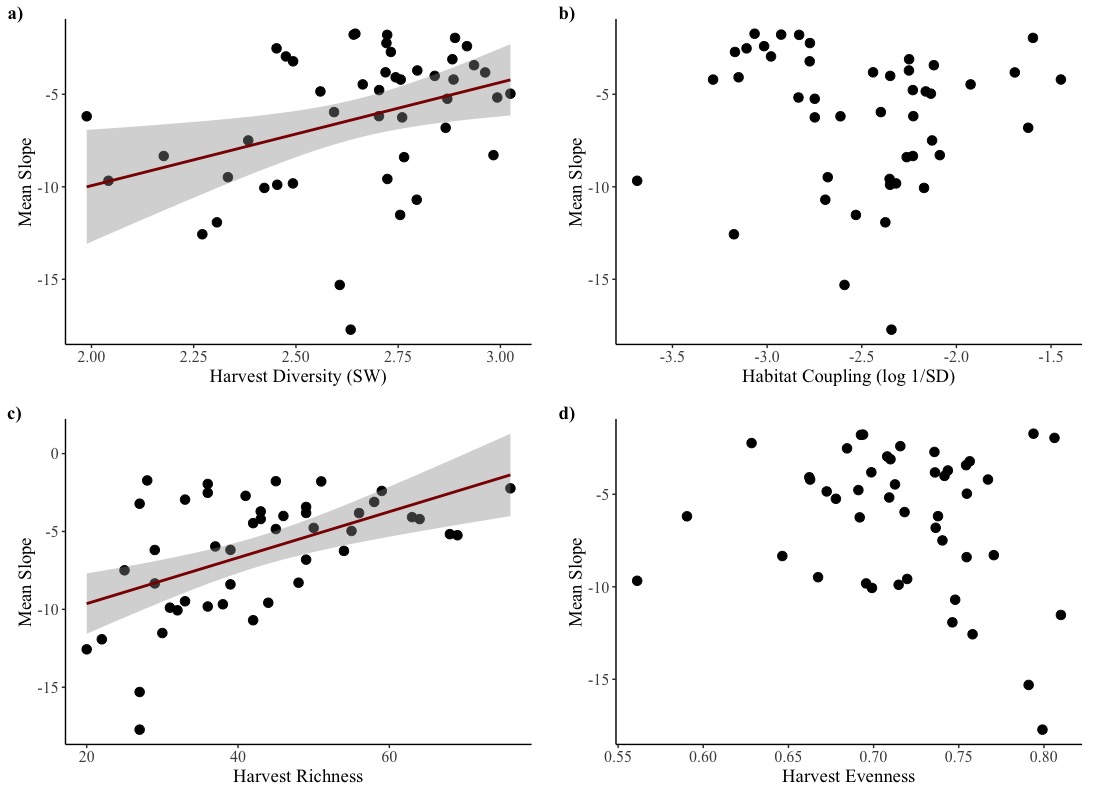 a)
-5
-10
-15
Mean Slope
2.00 2.25 2.50 2.75 3.00
Harvest Diversity (SW)
b)
-5
-10
-15
Mean Slope
-3.5 -3.0 -2.5 -2.0 -1.5
Habitat Coupling (log 1/SD)
c)
0
-5
-10
-15
Mean Slope
20 40 60
Harvest Richness
d)
-5
-10
-15
Mean Slope
0.55 0.60 0.65 0.70 0.75 0.80
Harvest Evenness